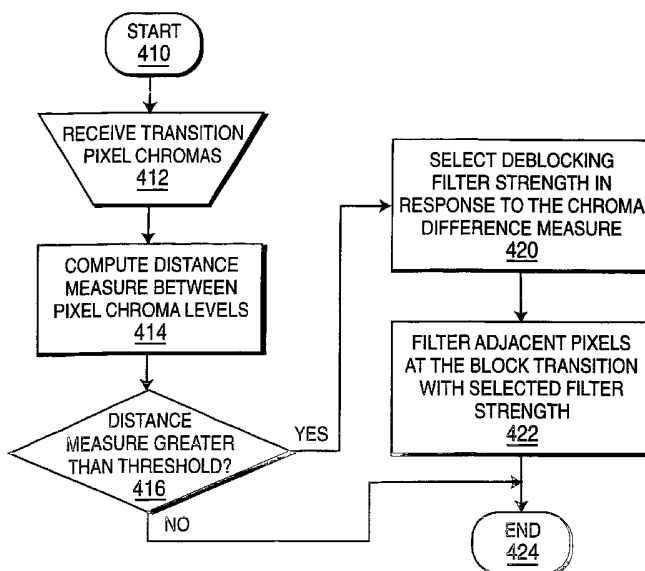 START
410
RECEIVE TRANSITION
PIXEL CHROMAS
412
COMPUTE DISTANCE
MEASURE BETWEEN
PIXEL CHROMA LEVELS
414
DISTANCE
MEASURE GREATER
THAN THRESHOLD?
416
YES
NO
SELECT DEBLOCKING
FILTER STRENGTH IN
RESPONSE TO THE CHROMA
DIFFERENCE MEASURE
420
FILTER ADJACENT PIXELS
AT THE BLOCK TRANSITION
WITH SELECTED FILTER
STRENGTH
422
END
424